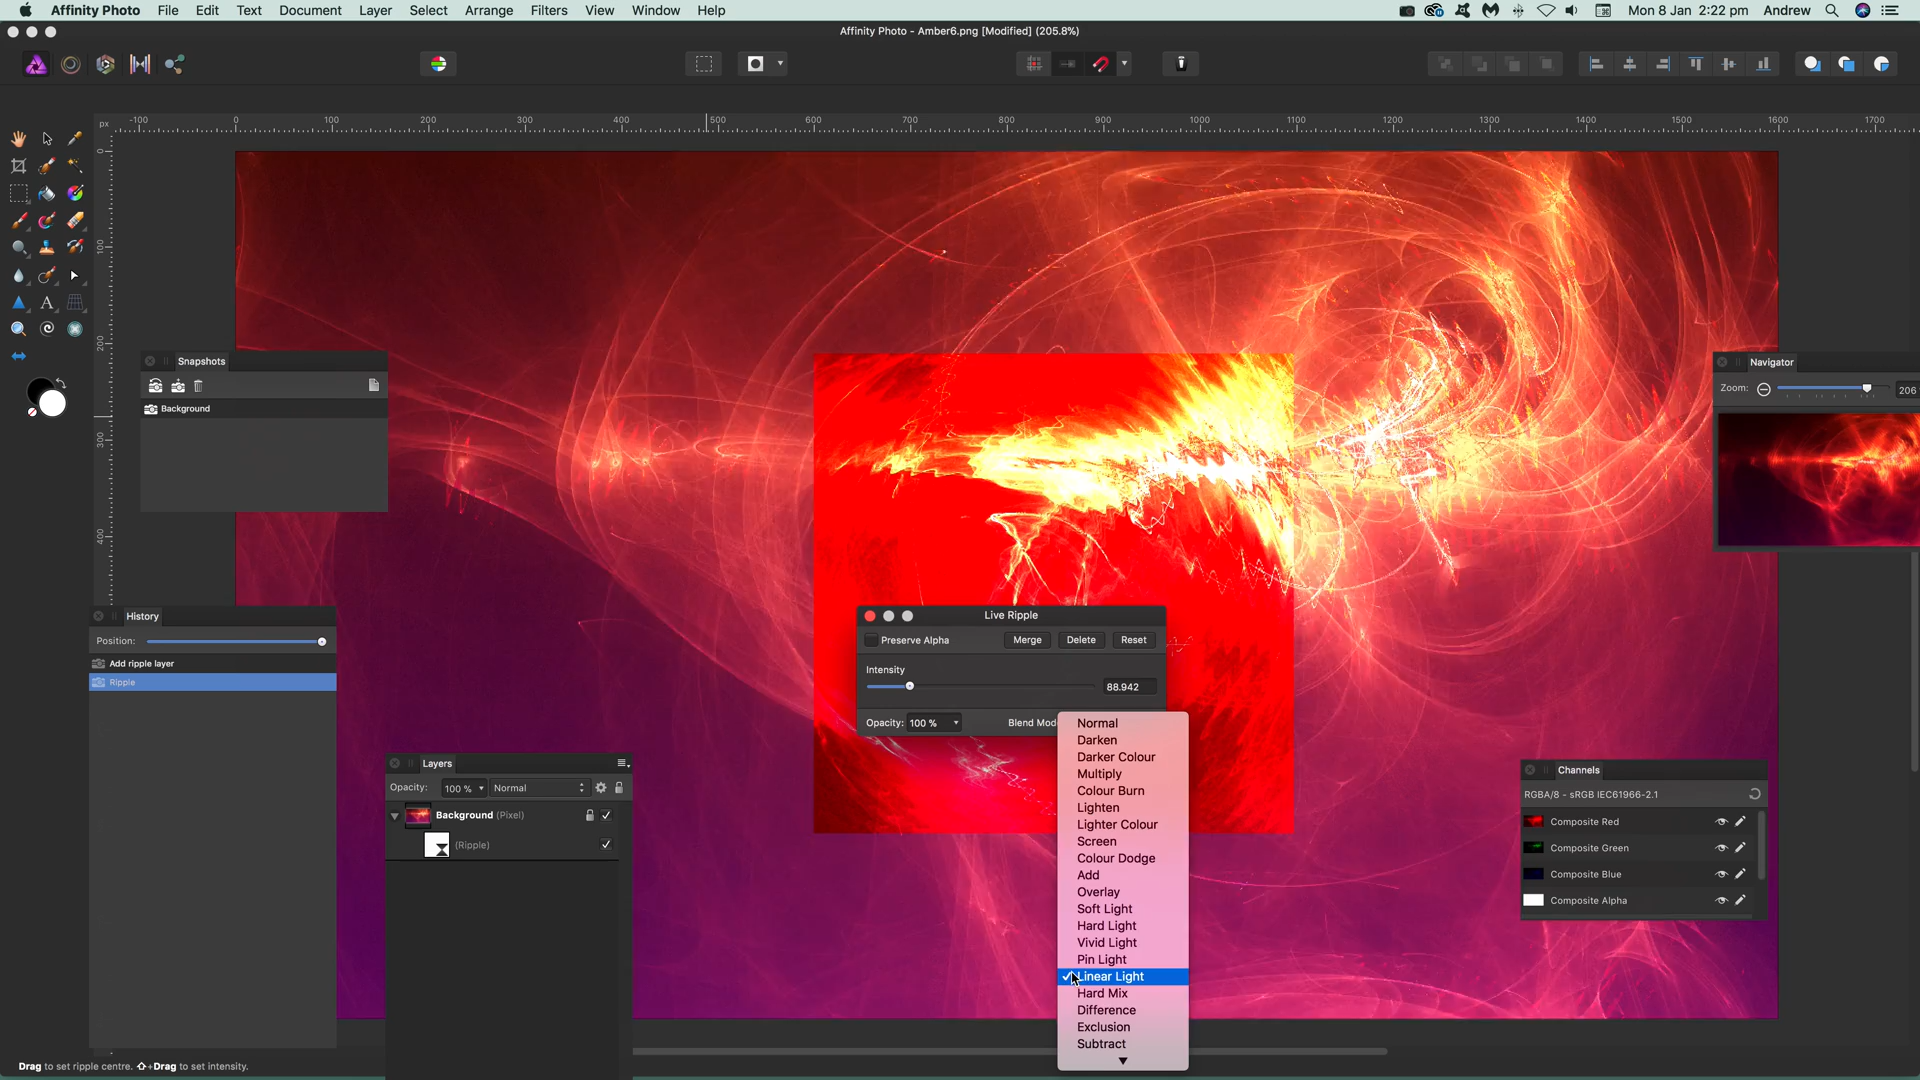 Affinity Photo File Edit Text Document Layer Select Arrange Filters View Window Help Mon 8 Jan 2:22 pm Andrew
Affinity Photo - Amber6.png [Modified] (205.8%)
px -100 0 100 200 300 400 500 600 700 800 900 1000 1100 1200 1300 1400 1500 1600 1700
0
100
200
300
400
Snapshots
Background
Navigator
Zoom: 206
History
Position:
Add ripple layer
Ripple
Live Ripple
Preserve Alpha Merge Delete Reset
Intensity
88.942
Opacity: 100 % Blend Mod
Normal
Darken
Darker Colour
Multiply
Colour Burn
Lighten
Lighter Colour
Screen
Colour Dodge
Add
Overlay
Soft Light
Hard Light
Vivid Light
Pin Light
Linear Light
Hard Mix
Difference
Exclusion
Subtract
Layers
Opacity: 100 % Normal
Background (Pixel)
(Ripple)
Channels
RGBA/8 - sRGB IEC61966-2.1
Composite Red
Composite Green
Composite Blue
Composite Alpha
Drag to set ripple centre. ⇧+Drag to set intensity.